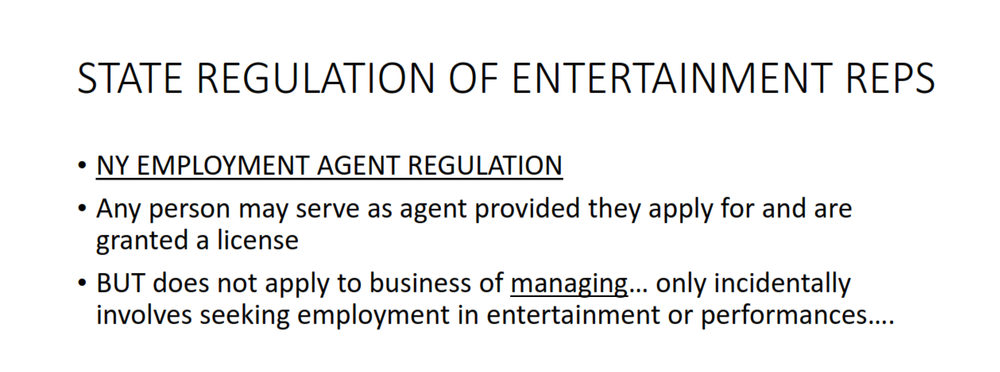 STATE REGULATION OF ENTERTAINMENT REPS
• NY EMPLOYMENT AGENT REGULATION
• Any person may serve as agent provided they apply for and are
granted a license
• BUT does not apply to business of managing... only incidentally
involves seeking employment in entertainment or performances....